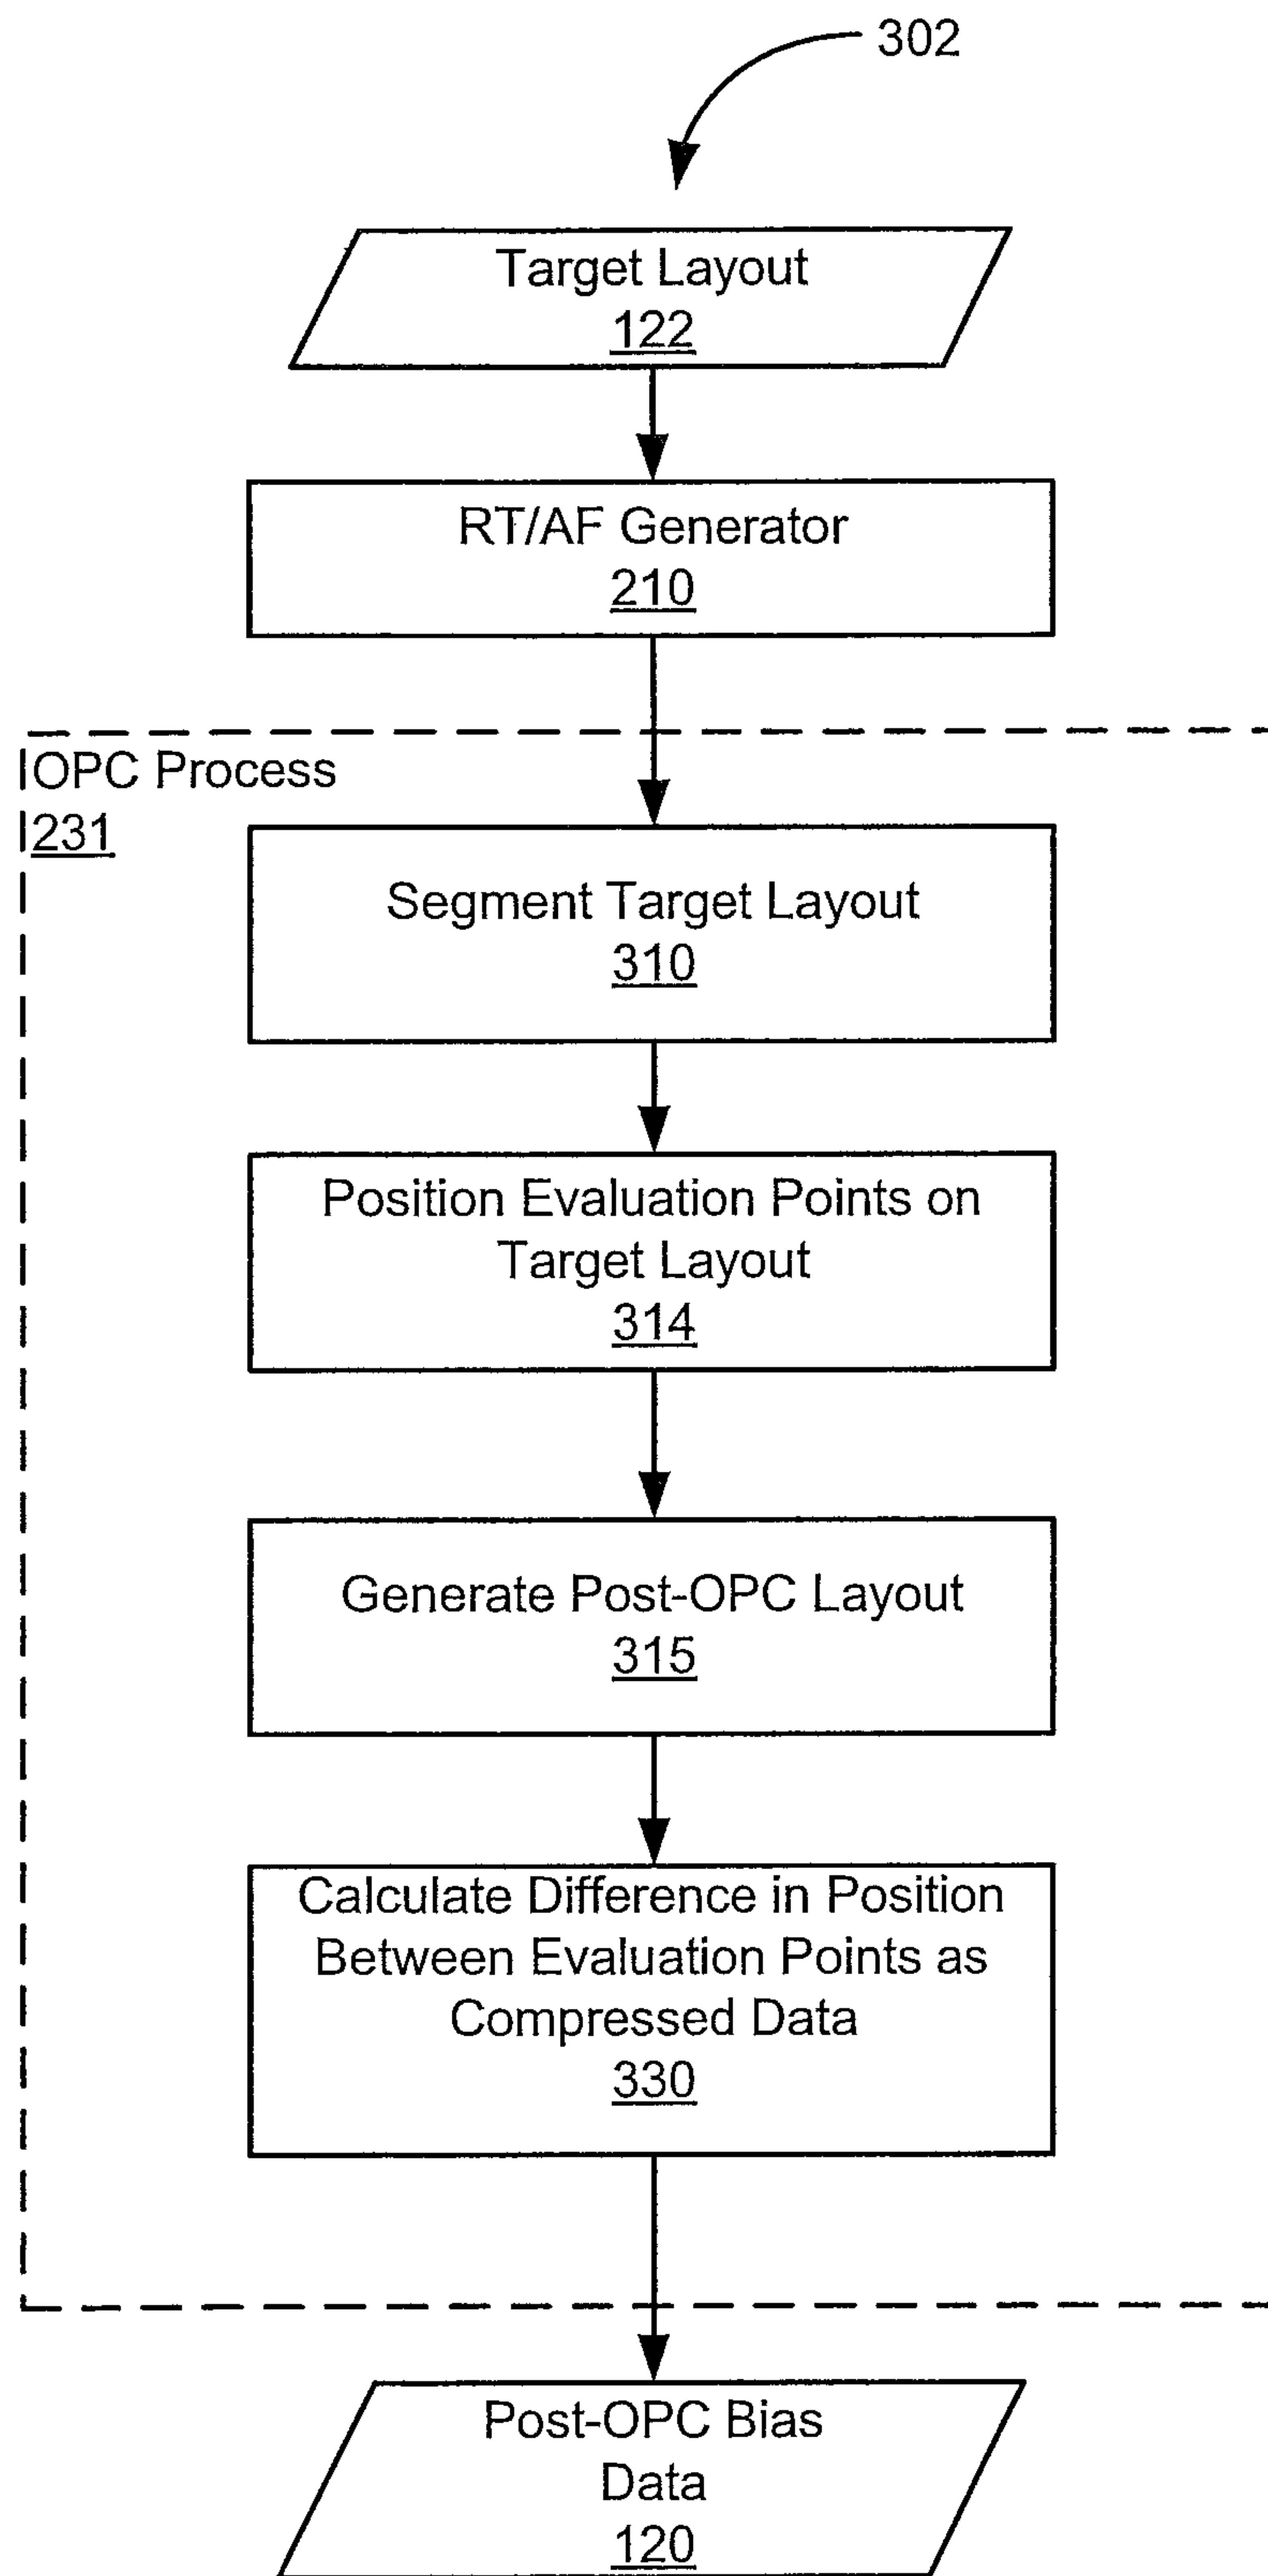 302
Target Layout
122
RT/AF Generator
210
OPC Process
231
Segment Target Layout
310
Position Evaluation Points on
Target Layout
314
Generate Post-OPC Layout
315
Calculate Difference in Position
Between Evaluation Points as
Compressed Data
330
Post-OPC Bias
Data
120